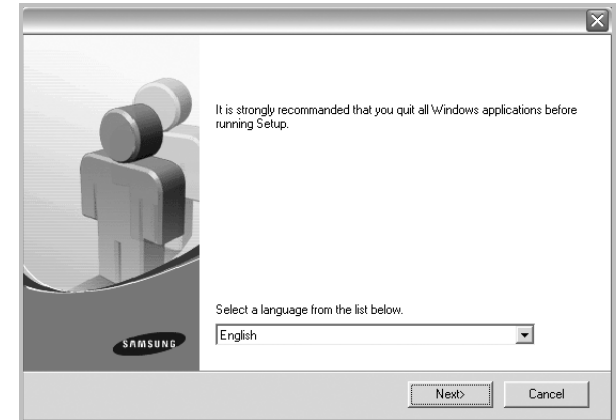 It is strongly recommanded that you quit all Windows applications before
running Setup.
Select a language from the list below.
English
SAMSUNG
Next>
Cancel